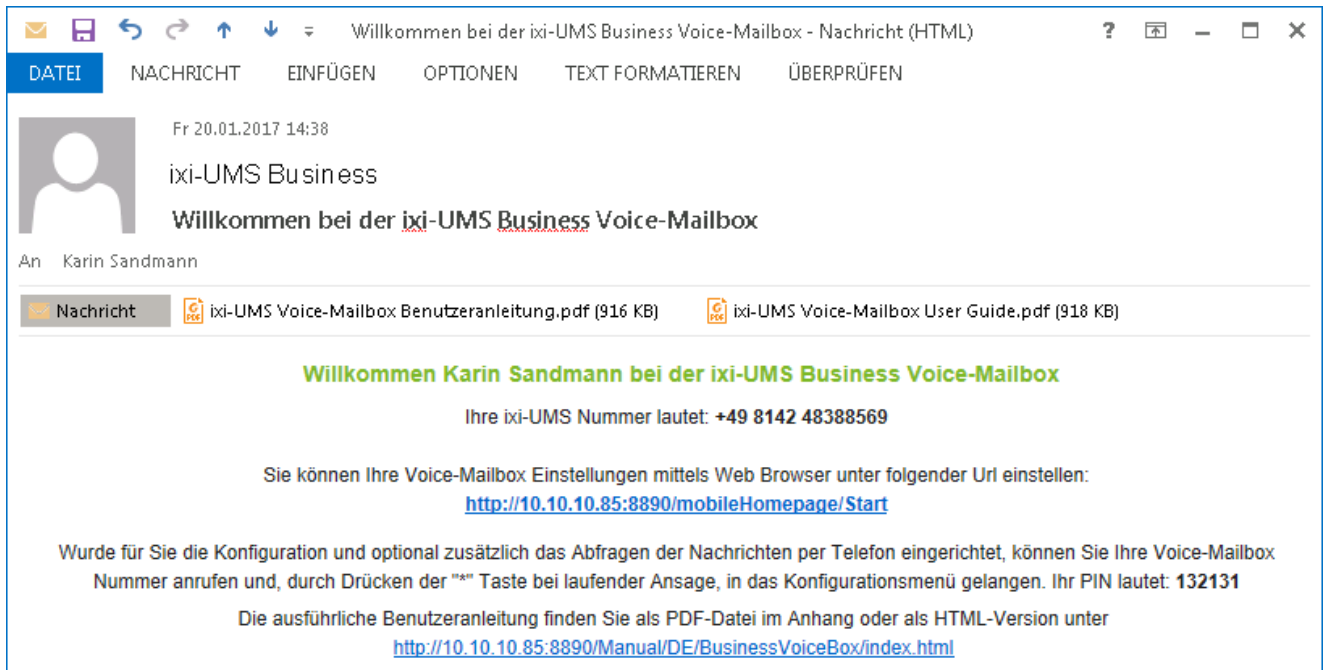 Willkommen bei der ixi-UMS Business Voice-Mailbox - Nachricht (HTML) ?
DATEI NACHRICHT EINFÜGEN OPTIONEN TEXT FORMATIEREN ÜBERPRÜFEN
Fr 20.01.2017 14:38
ixi-UMS Business
Willkommen bei der ixi-UMS Business Voice-Mailbox
An Karin Sandmann
Nachricht ixi-UMS Voice-Mailbox Benutzeranleitung.pdf (916 KB) ixi-UMS Voice-Mailbox User Guide.pdf (918 KB)
Willkommen Karin Sandmann bei der ixi-UMS Business Voice-Mailbox
Ihre ixi-UMS Nummer lautet: +49 8142 48388569
Sie können Ihre Voice-Mailbox Einstellungen mittels Web Browser unter folgender Url einstellen:
http://10.10.10.85:8890/mobileHomepage/Start
Wurde für Sie die Konfiguration und optional zusätzlich das Abfragen der Nachrichten per Telefon eingerichtet, können Sie Ihre Voice-Mailbox
Nummer anrufen und, durch Drücken der "*" Taste bei laufender Ansage, in das Konfigurationsmenü gelangen. Ihr PIN lautet: 132131
Die ausführliche Benutzeranleitung finden Sie als PDF-Datei im Anhang oder als HTML-Version unter
http://10.10.10.85:8890/Manual/DE/BusinessVoiceBox/index.html